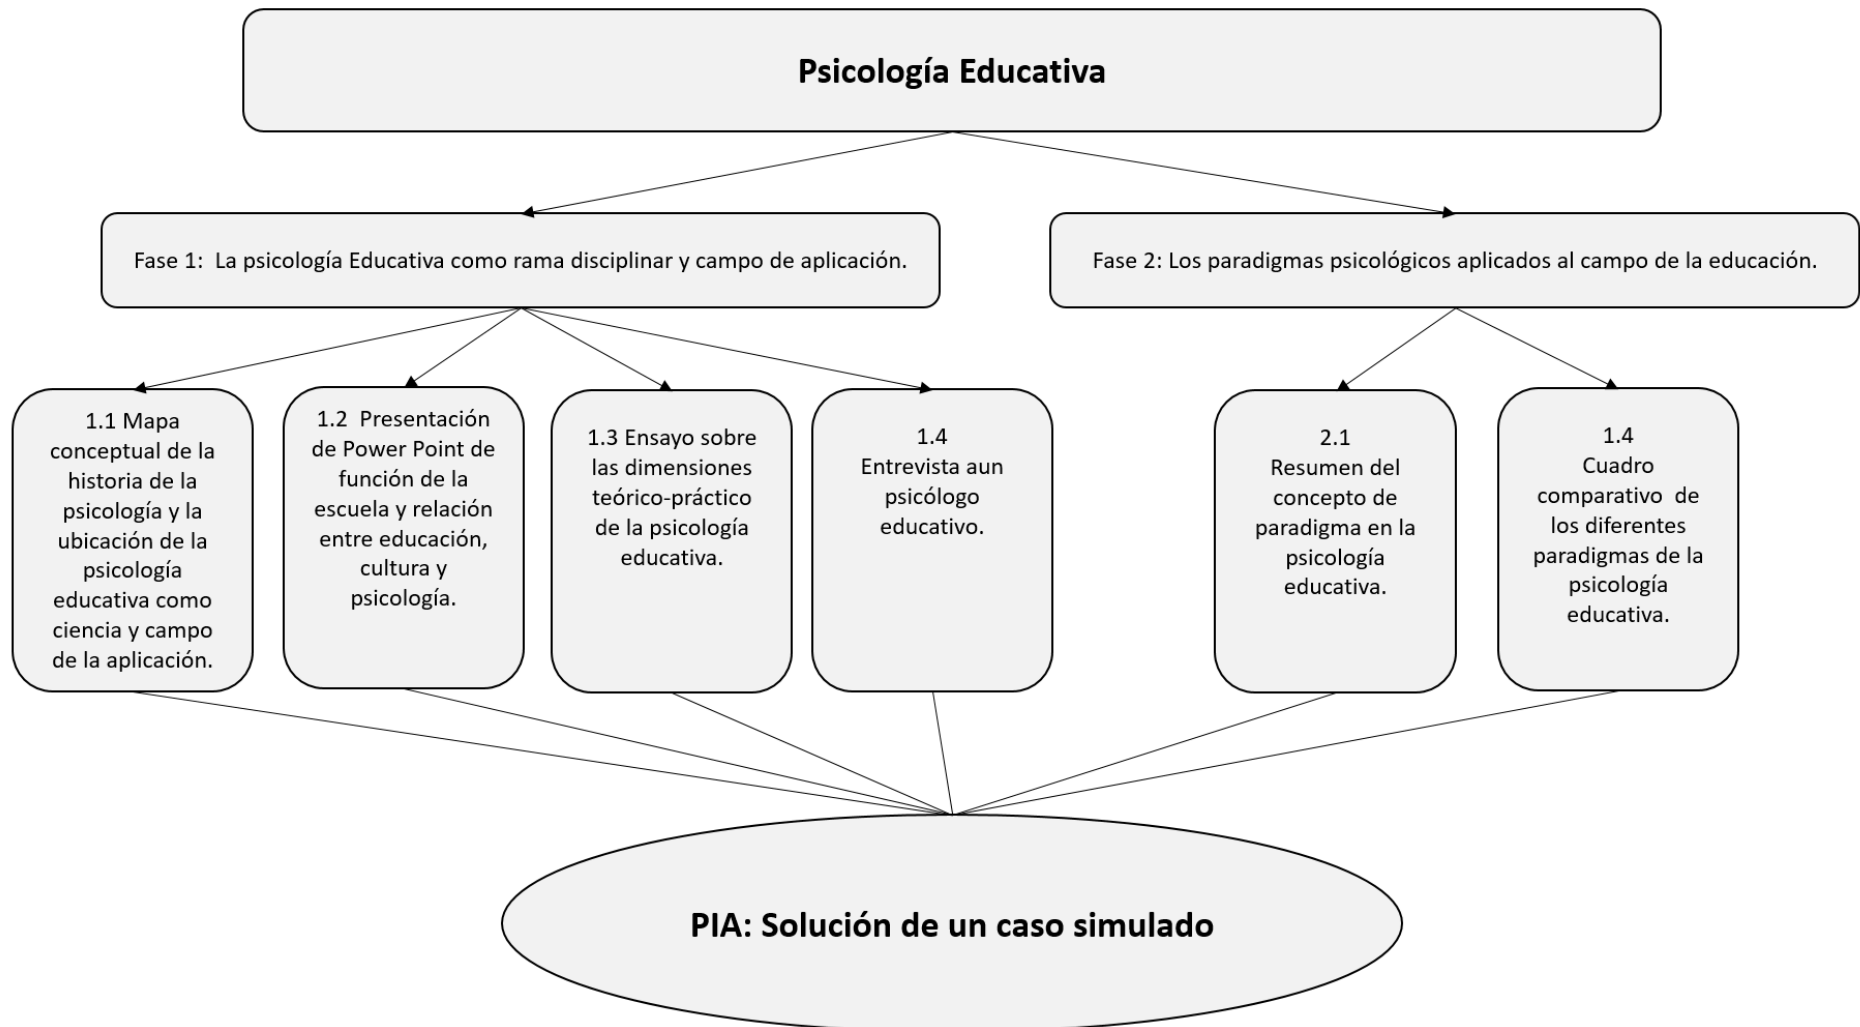 Psicología Educativa
Fase 1:  La psicología Educativa como rama disciplinar y campo de aplicación.
Fase 2: Los paradigmas psicológicos aplicados al campo de la educación.
1.1 Mapa
conceptual de la
historia de la
psicología y la
ubicación de la
psicología
educativa como
ciencia y campo
de la aplicación.
1.2  Presentación
de Power Point de
función de la
escuela y relación
entre educación,
cultura y
psicología.
1.3 Ensayo sobre
las dimensiones
teórico-práctico
de la psicología
educativa.
1.4
Entrevista aun
psicólogo
educativo.
2.1
Resumen del
concepto de
paradigma en la
psicología
educativa.
1.4
Cuadro
comparativo  de
los diferentes
paradigmas de la
psicología
educativa.
PIA: Solución de un caso simulado